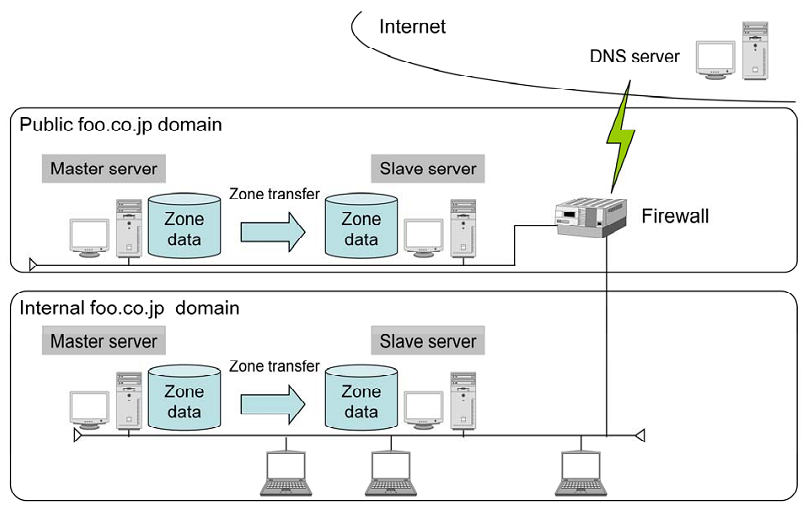 Internet
DNS server
Public foo.co.jp domain
Master server
Slave server
Zone transfer
Zone
data
Zone
data
Firewall
Internal foo.co.jp domain
Master server
Slave server
Zone transfer
Zone
data
Zone
data